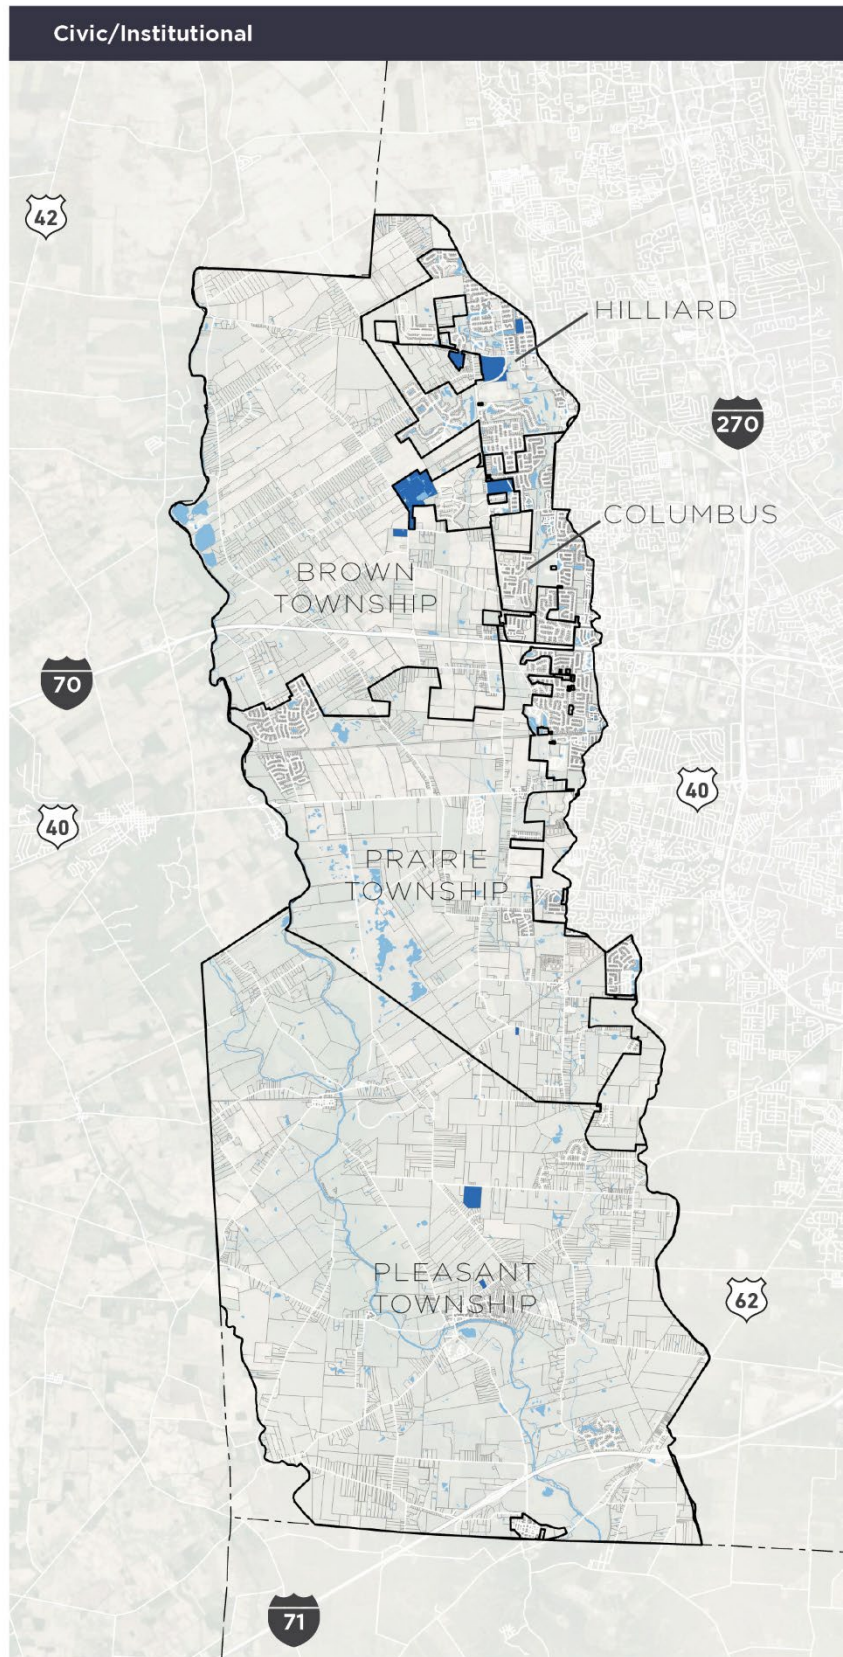 Civic/Institutional
42
HILLIARD
270
COLUMBUS
BROWN
TOWNSHIP
70
40
40
PRAIRIE
TOWNSHIP
PLEASANT
TOWNSHIP
62
71